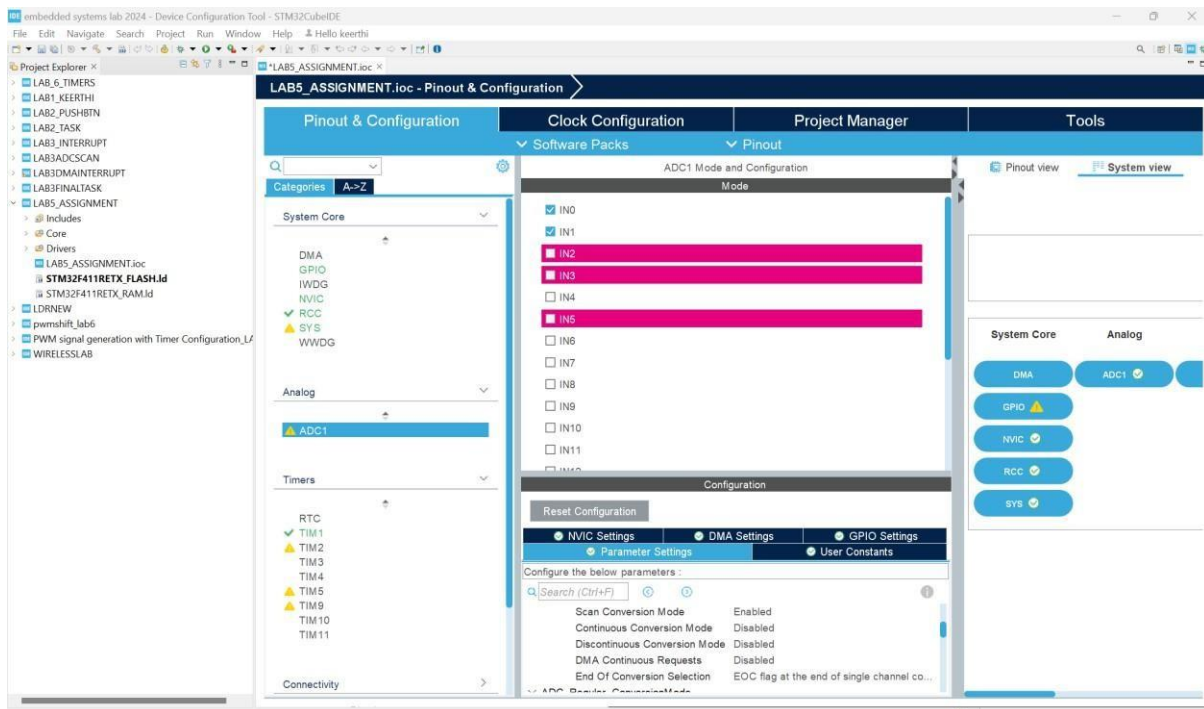 IDE embedded systems lab 2024 - Device Configuration Tool - STM32CubeIDE
File Edit Navigate Search Project Run Window Help Hello keerthi
Project Explorer ×
*LAB5_ASSIGNMENT.ioc ×
LAB_6_TIMERS
LAB1_KEERTHI
LAB2_PUSHBTN
LAB2_TASK
LAB3_INTERRUPT
LAB3ADCSCAN
LAB3DMAINTERRUPT
LAB3FINALTASK
LAB5_ASSIGNMENT
Includes
Core
Drivers
LAB5_ASSIGNMENT.ioc
STM32F411RETX_FLASH.ld
STM32F411RETX_RAM.ld
LDRNEW
pwmshift_lab6
PWM signal generation with Timer Configuration_LA
WIRELESSLAB
LAB5_ASSIGNMENT.ioc - Pinout & Configuration
Pinout & Configuration
Clock Configuration
Project Manager
Tools
Software Packs
Pinout
Categories
A->Z
System Core
DMA
GPIO
IWDG
NVIC
RCC
SYS
WWDG
Analog
ADC1
Timers
RTC
TIM1
TIM2
TIM3
TIM4
TIM5
TIM9
TIM10
TIM11
Connectivity
ADC1 Mode and Configuration
Mode
IN0
IN1
IN2
IN3
IN4
IN5
IN6
IN7
IN8
IN9
IN10
IN11
Configuration
Reset Configuration
NVIC Settings
DMA Settings
GPIO Settings
Parameter Settings
User Constants
Configure the below parameters :
Search (Ctrl+F)
Scan Conversion Mode Enabled
Continuous Conversion Mode Disabled
Discontinuous Conversion Mode Disabled
DMA Continuous Requests Disabled
End Of Conversion Selection EOC flag at the end of single channel co...
Pinout view
System view
System Core
Analog
DMA
ADC1
GPIO
NVIC
RCC
SYS